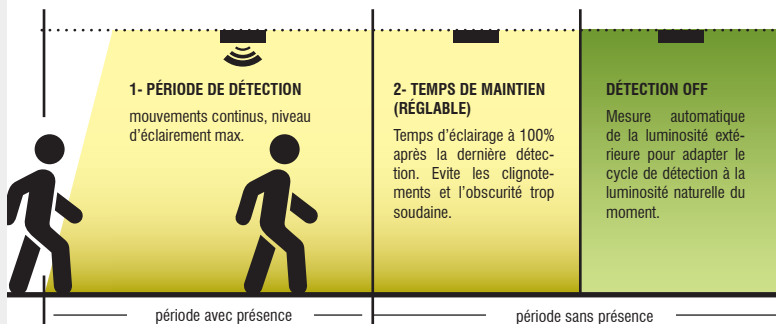 1- PÉRIODE DE DÉTECTION
mouvements continus, niveau
d'éclairement max.
2- TEMPS DE MAINTIEN
(RÉGLABLE)
Temps d'éclairage à 100%
après la dernière détec-
tion. Evite les clignote-
ments et l'obscurité trop
soudaine.
DÉTECTION OFF
Mesure automatique
de la luminosité exté-
rieure pour adapter le
cycle de détection à la
luminosité naturelle du
moment.
période avec présence
période sans présence